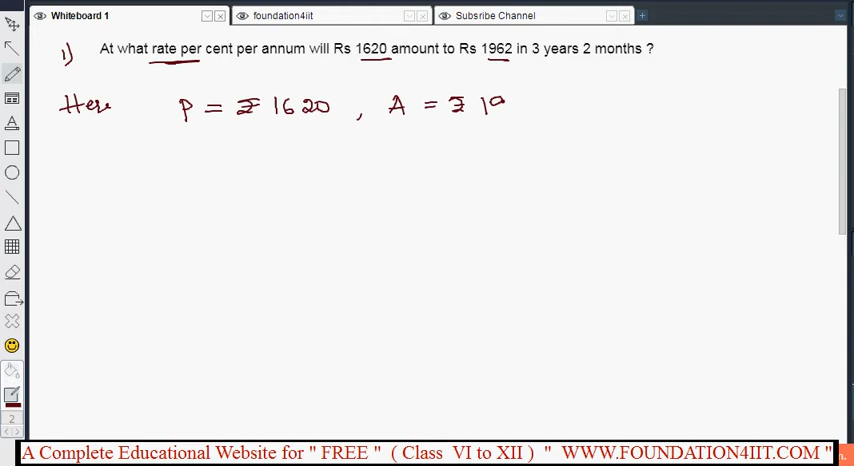 Whiteboard 1 foundation4iit Subsribe Channel
1) At what rate per cent per annum will Rs 1620 amount to Rs 1962 in 3 years 2 months ?
Here P = ₹ 1620 , A = ₹ 19
2
A Complete Educational Website for " FREE " ( Class VI to XII ) " WWW.FOUNDATION4IIT.COM "